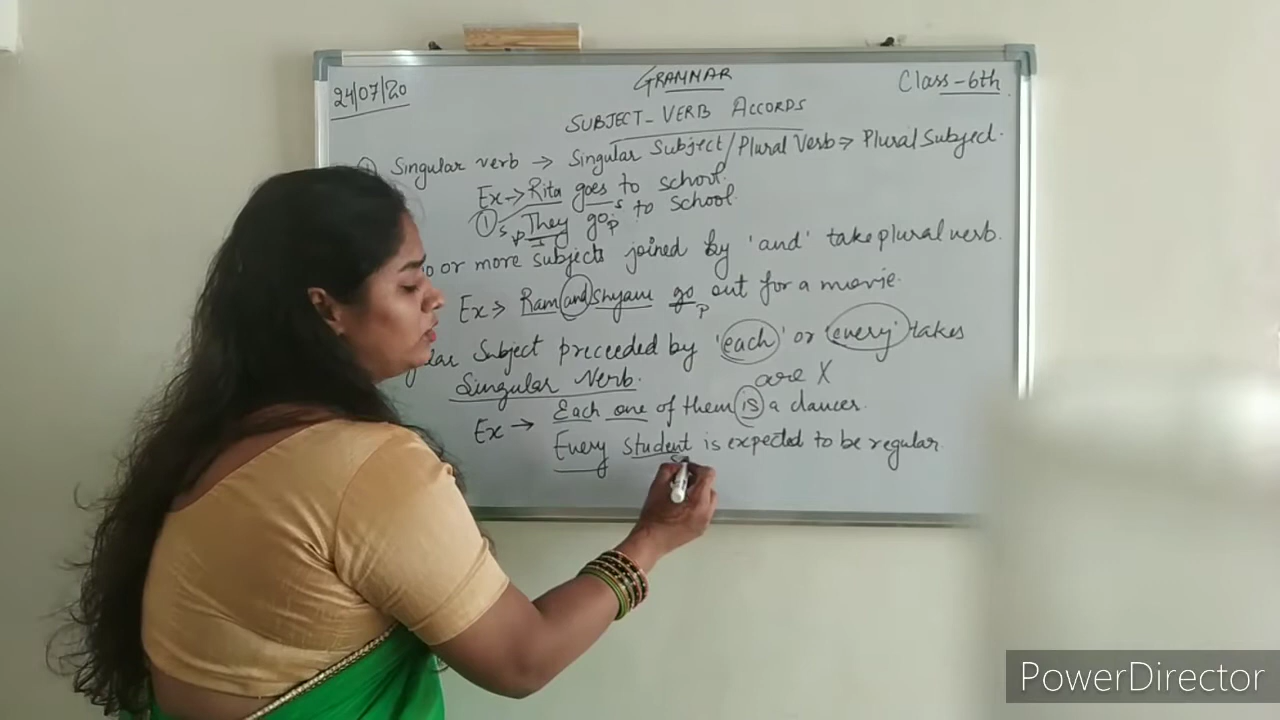 24/07/20
GRAMMAR
Class-6th
SUBJECT-VERB ACCORDS
① Singular verb → Singular Subject/Plural Verb → Plural Subject.
Ex → Rita goes to school.
① s s
They go to school.
P P
or more subjects joined by 'and' take plural verb.
Ex → Ram and Shyam go out for a movie.
P
Subject preceeded by 'each' or 'every' takes
Singular Verb.
are X
Ex → Each one of them is a dancer.
Every student is expected to be regular
s
PowerDirector